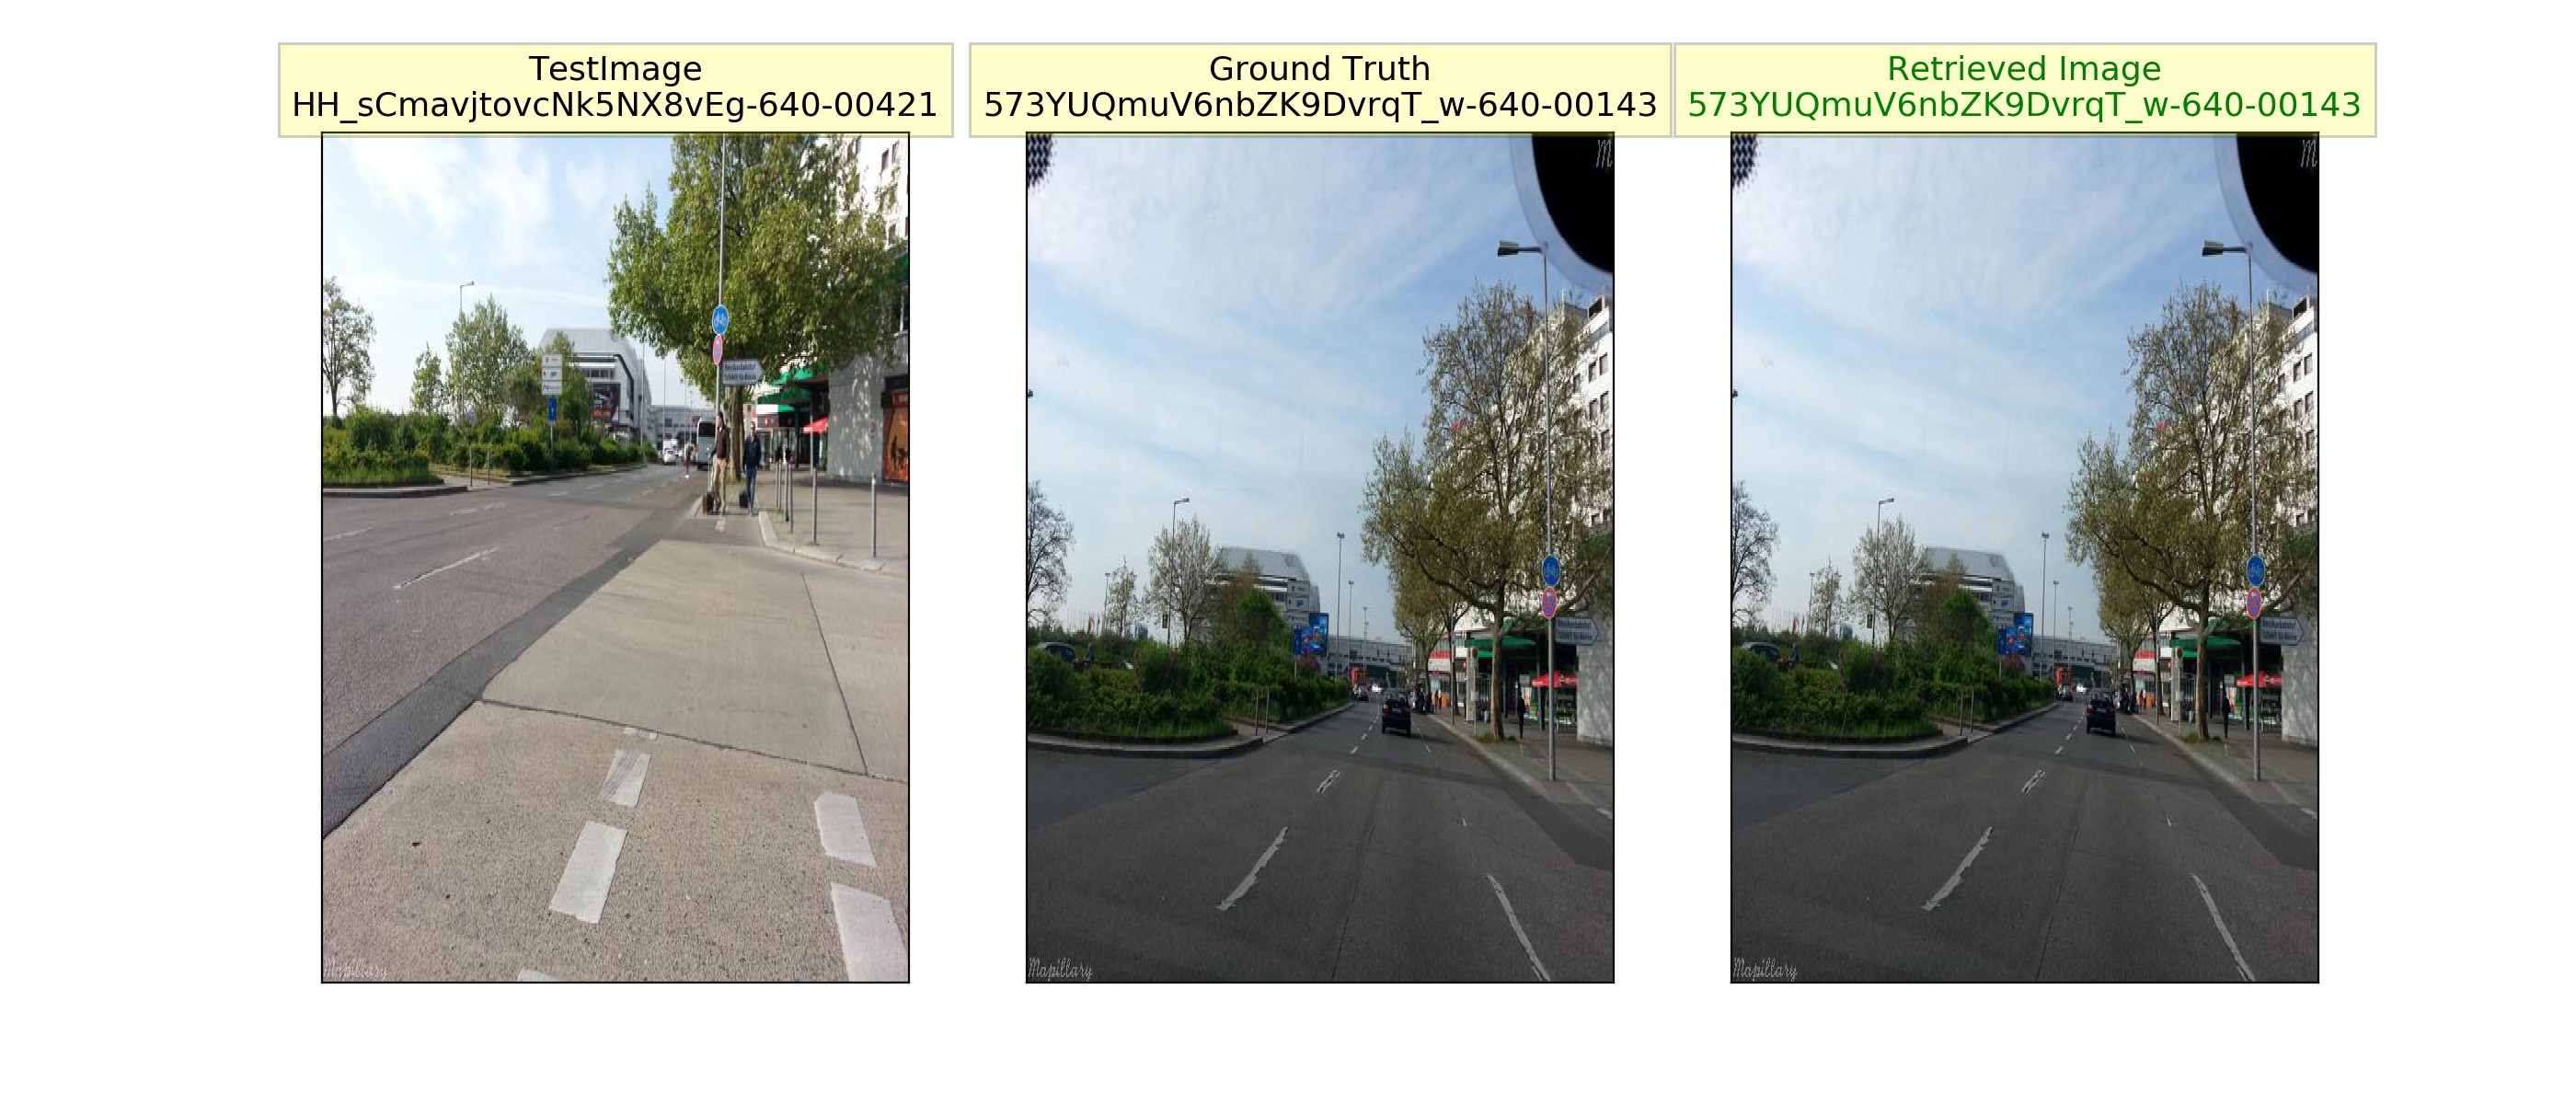 TestImage
HH_sCmavjtovcNk5NX8vEg-640-00421
Ground Truth
573YUQmuV6nbZK9DvrqT_w-640-00143
Retrieved Image
573YUQmuV6nbZK9DvrqT_w-640-00143
M
M
Mapillary
Mapillary
Mapillary